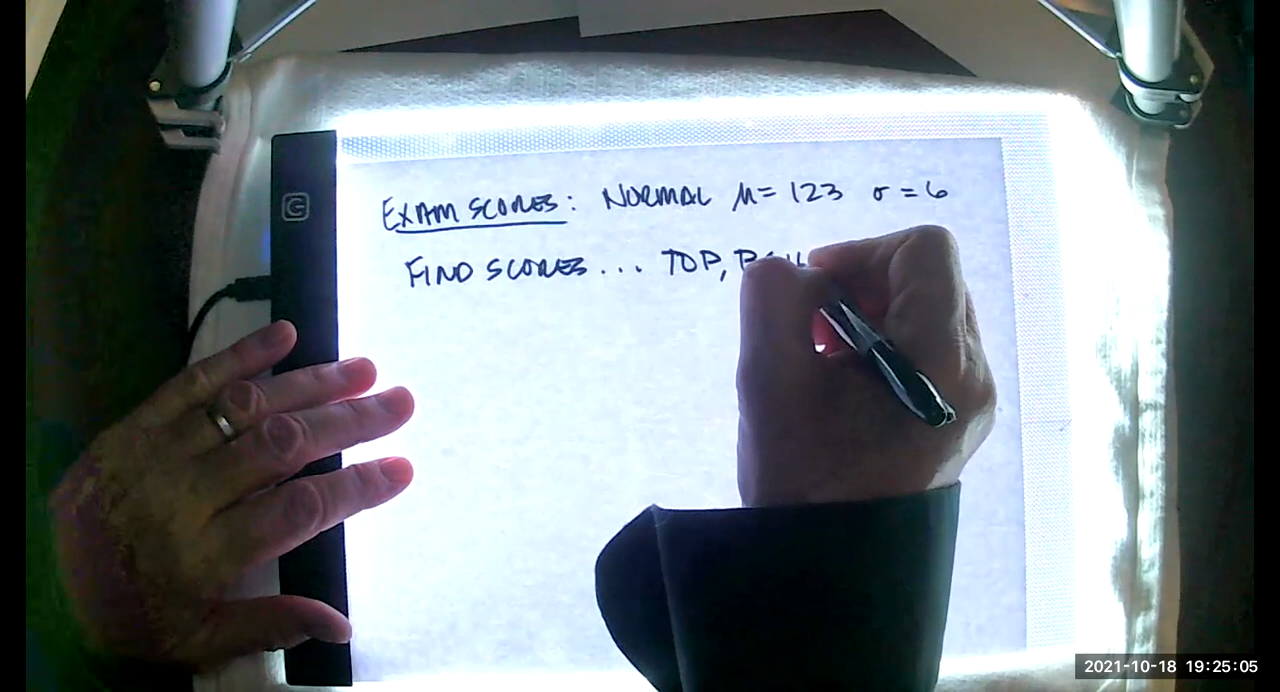 EXAM SCORES: NORMAL μ = 123 σ = 6
FIND SCORES ... TOP,
2021-10-18 19:25:05